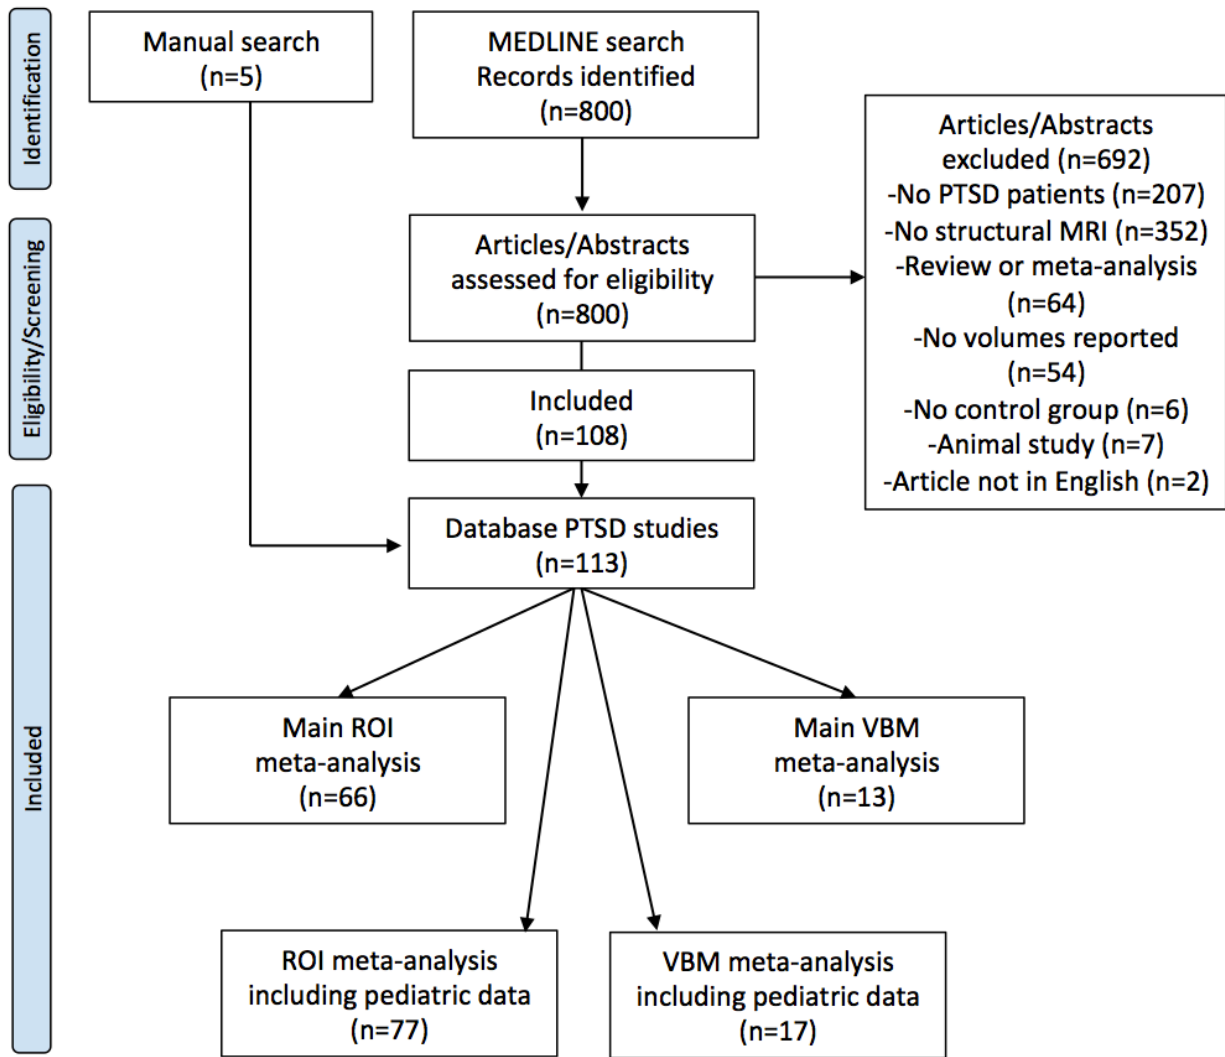 Identification
Manual search
(n=5)
MEDLINE search
Records identified
(n=800)
Articles/Abstracts
excluded (n=692)
-No PTSD patients (n=207)
-No structural MRI (n=352)
-Review or meta-analysis
(n=64)
-No volumes reported
(n=54)
-No control group (n=6)
-Animal study (n=7)
-Article not in English (n=2)
Eligibility/Screening
Articles/Abstracts
assessed for eligibility
(n=800)
Included
(n=108)
Included
Database PTSD studies
(n=113)
Main ROI
meta-analysis
(n=66)
Main VBM
meta-analysis
(n=13)
ROI meta-analysis
including pediatric data
(n=77)
VBM meta-analysis
including pediatric data
(n=17)